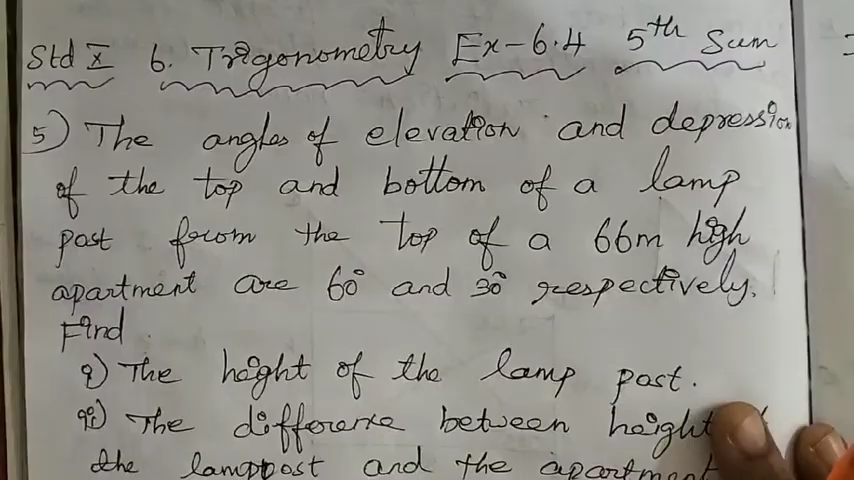 Std X 6. Trigonometry Ex-6.4 5th Sum
5) The angles of elevation and depression
of the top and bottom of a lamp
post from the top of a 66m high
apartment are 60° and 30° respectively.
Find
i) The height of the lamp post.
ii) The difference between height
the lamppost and the apartment